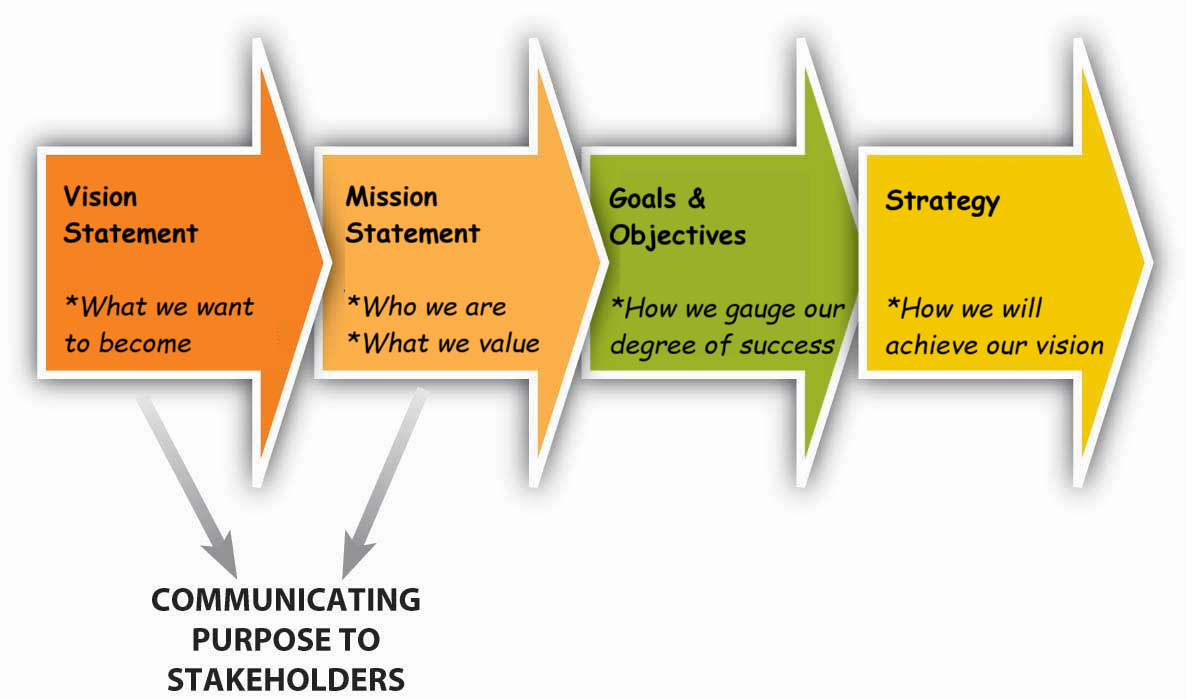 Vision
Statement
*What we want
to become
Mission
Statement
*Who we are
*What we value
Goals &
Objectives
*How we gauge our
degree of success
Strategy
*How we will
achieve our vision
COMMUNICATING
PURPOSE TO
STAKEHOLDERS